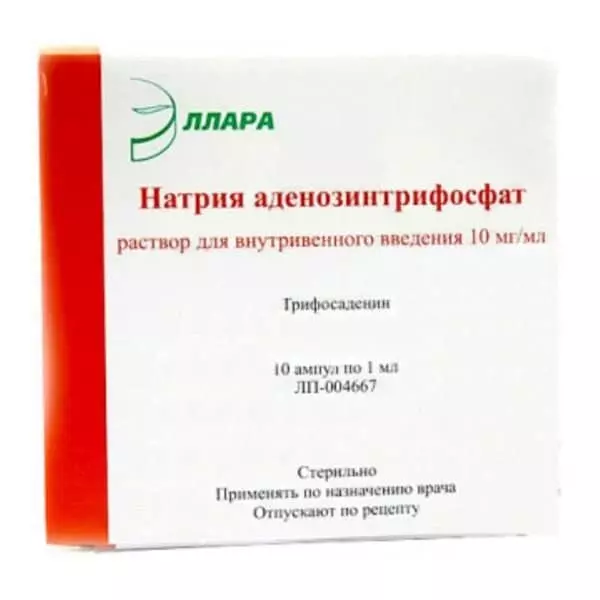 ЭЛЛАРА
Натрия аденозинтрифосфат
раствор для внутривенного введения 10 мг/мл
Трифосаденин
10 ампул по 1 мл
ЛП-004667
Стерильно
Применять по назначению врача
Отпускают по рецепту